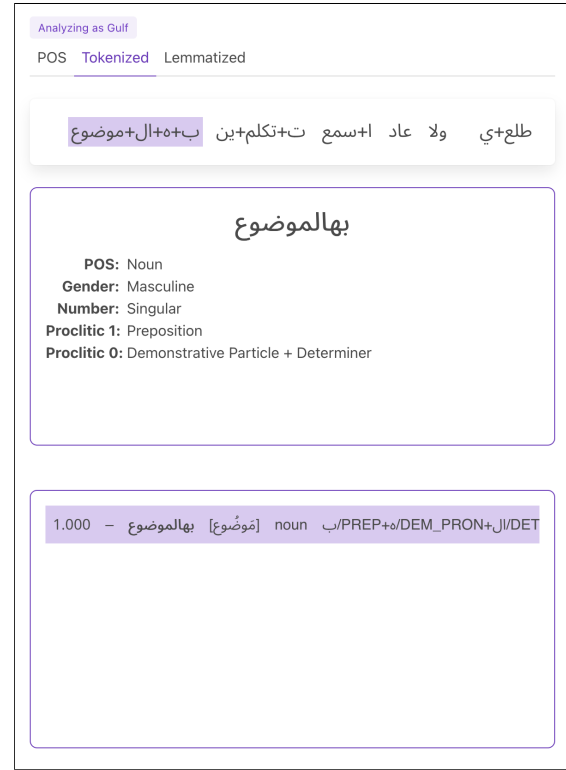 Analyzing as Gulf
POS Tokenized Lemmatized
طلع+ي ولا عاد ا+سمع ت+تكلم+ين ب+ه+ال+موضوع
بهالموضوع
POS: Noun
Gender: Masculine
Number: Singular
Proclitic 1: Preposition
Proclitic 0: Demonstrative Particle + Determiner
1.000 – بهالموضوع [مَوضُوع] noun ب/PREP+ه/DEM_PRON+ال/DET